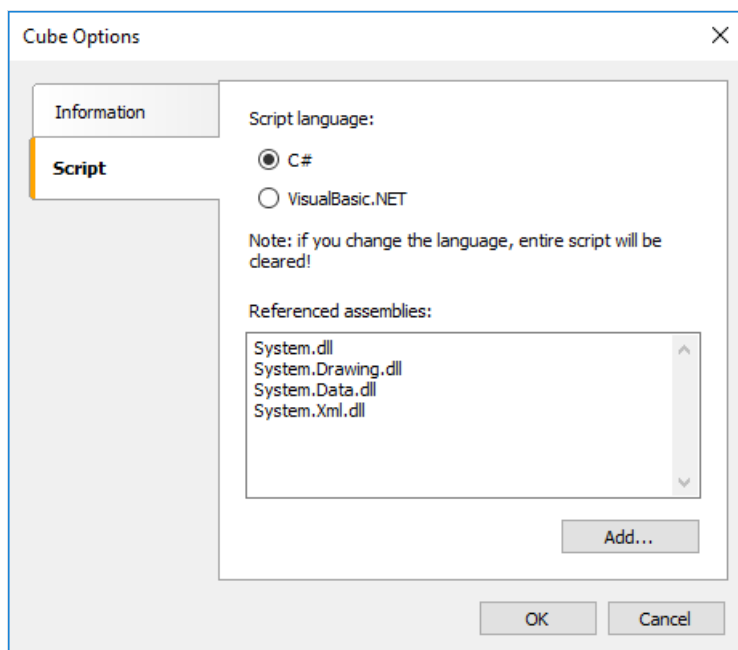 Cube Options
Information
Script
Script language:
C#
VisualBasic.NET
Note: if you change the language, entire script will be
cleared!
Referenced assemblies:
System.dll
System.Drawing.dll
System.Data.dll
System.Xml.dll
Add...
OK
Cancel